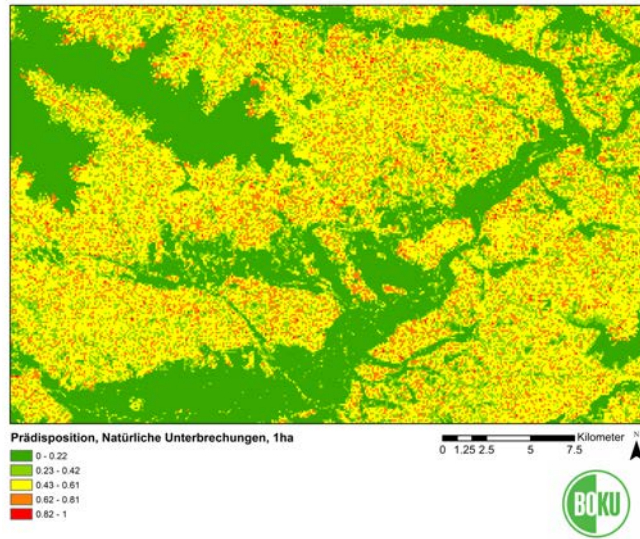 Prädisposition, Natürliche Unterbrechungen, 1ha
0 - 0.22
0.23 - 0.42
0.43 - 0.61
0.62 - 0.81
0.82 - 1
Kilometer
0 1.25 2.5 5 7.5
N
BOKU